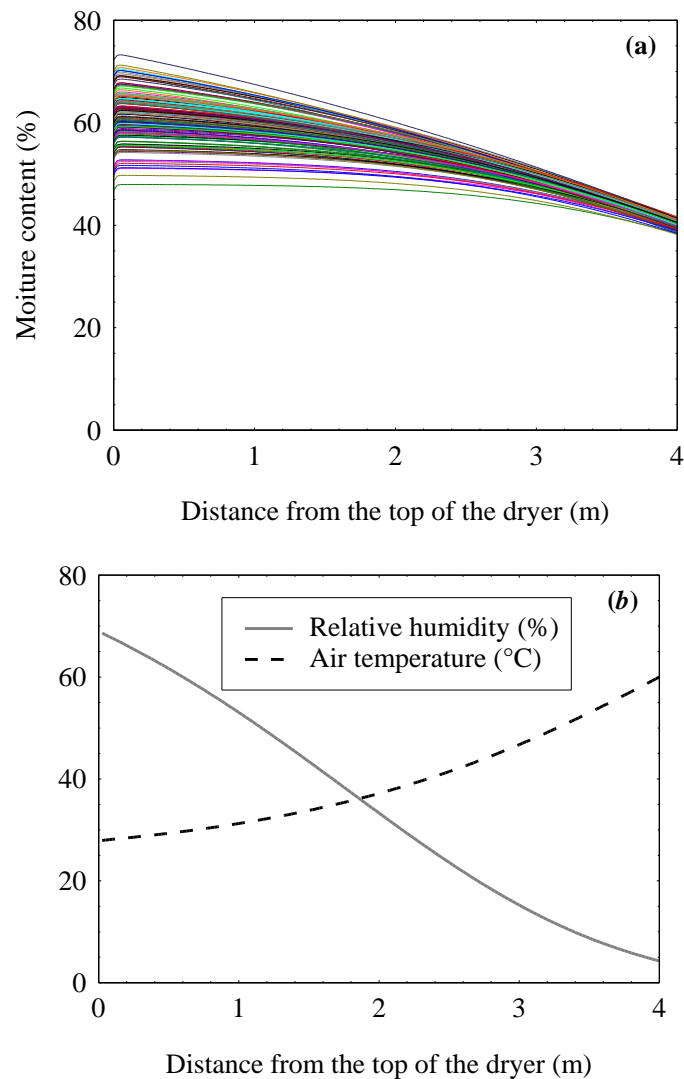 80
(a)
60
40
20
0
0 1 2 3 4
Moiture content (%)
Distance from the top of the dryer (m)
80
(b)
Relative humidity (%)
Air temperature (°C)
60
40
20
0
0 1 2 3 4
Distance from the top of the dryer (m)